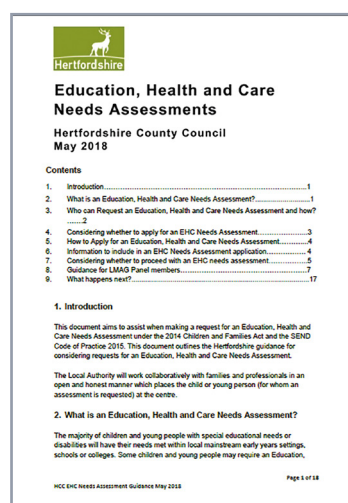 Hertfordshire
Education, Health and Care
Needs Assessments
Hertfordshire County Council
May 2018
Contents
1. Introduction..........................................................................................1
2. What is an Education, Health and Care Needs Assessment?.........................1
3. Who can Request an Education, Health and Care Needs Assessment and how?
.......2
4. Considering whether to apply for an EHC Needs Assessment.......................3
5. How to Apply for an Education, Health and Care Needs Assessment.............4
6. Information to include in an EHC Needs Assessment application................... 4
7. Considering whether to proceed with an EHC needs assessment..................5
8. Guidance for LMAG Panel members.........................................................7
9. What happens next?...............................................................................17
1. Introduction
This document aims to assist when making a request for an Education, Health and
Care Needs Assessment under the 2014 Children and Families Act and the SEND
Code of Practice 2015. This document outlines the Hertfordshire guidance for
considering requests for an Education, Health and Care Needs Assessment.
The Local Authority will work collaboratively with families and professionals in an
open and honest manner which places the child or young person (for whom an
assessment is requested) at the centre.
2. What is an Education, Health and Care Needs Assessment?
The majority of children and young people with special educational needs or
disabilities will have their needs met within local mainstream early years settings,
schools or colleges. Some children and young people may require an Education,
Page 1 of 18
HCC EHC Needs Assessment Guidance May 2018